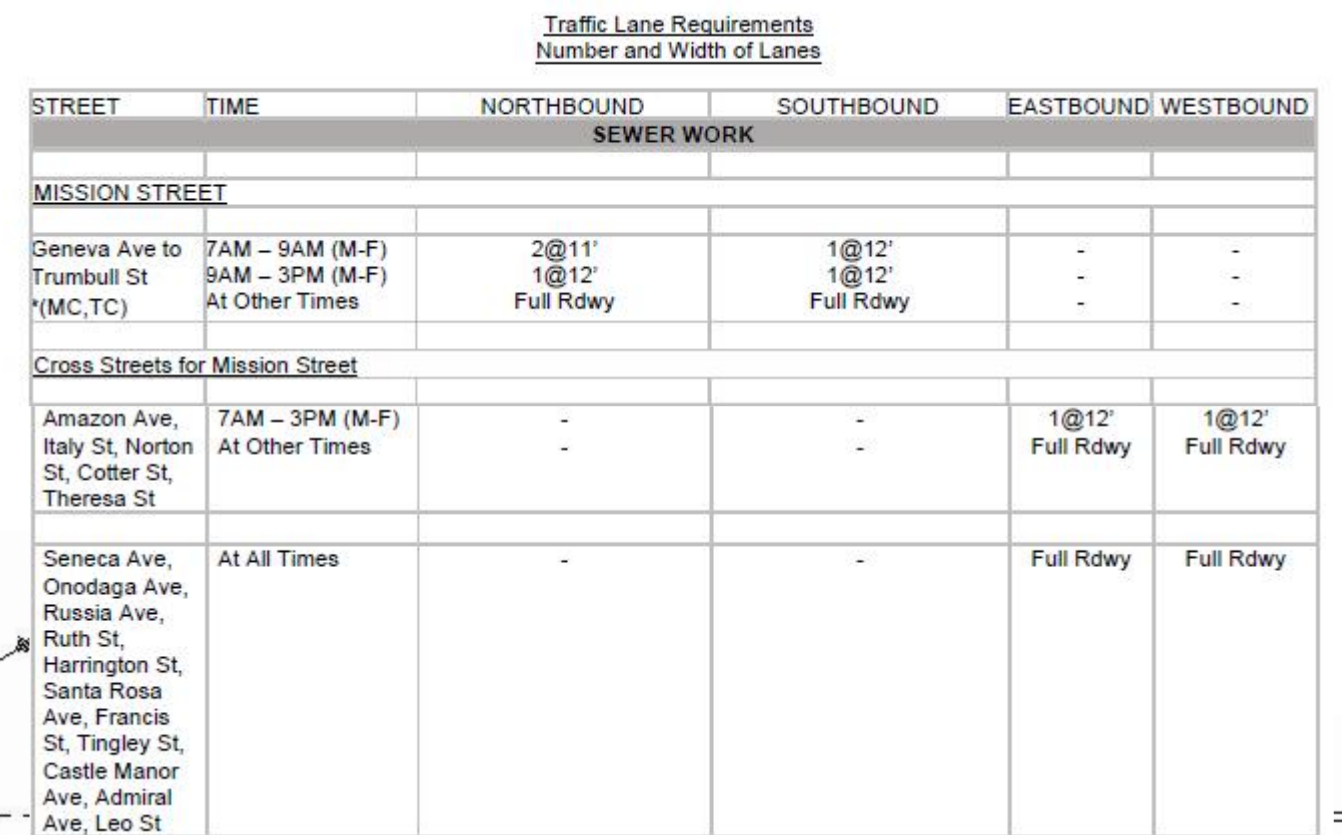 Traffic Lane Requirements
Number and Width of Lanes
STREET TIME NORTHBOUND SOUTHBOUND EASTBOUND WESTBOUND
SEWER WORK
MISSION STREET
Geneva Ave to 7AM – 9AM (M-F) 2@11' 1@12' - -
Trumbull St 9AM – 3PM (M-F) 1@12' 1@12' - -
*(MC,TC) At Other Times Full Rdwy Full Rdwy - -
Cross Streets for Mission Street
Amazon Ave, 7AM – 3PM (M-F) - - 1@12' 1@12'
Italy St, Norton At Other Times - - Full Rdwy Full Rdwy
St, Cotter St,
Theresa St
Seneca Ave, At All Times - - Full Rdwy Full Rdwy
Onodaga Ave,
Russia Ave,
Ruth St,
Harrington St,
Santa Rosa
Ave, Francis
St, Tingley St,
Castle Manor
Ave, Admiral
Ave, Leo St